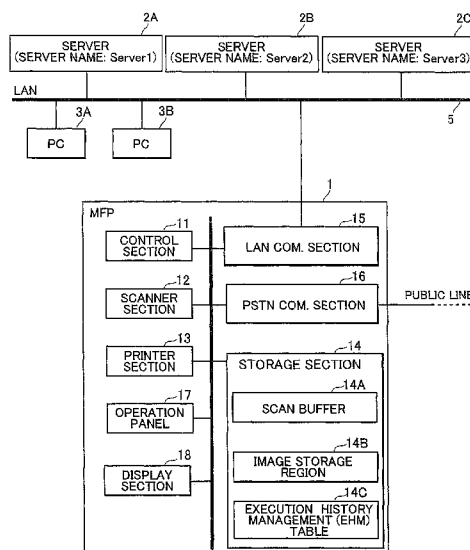 2A
SERVER
(SERVER NAME: Server1)
2B
SERVER
(SERVER NAME: Server2)
2C
SERVER
(SERVER NAME: Server3)
LAN
5
3A
PC
3B
PC
1
MFP
11
CONTROL
SECTION
15
LAN COM. SECTION
12
SCANNER
SECTION
16
PSTN COM. SECTION
PUBLIC LINE
13
PRINTER
SECTION
14
STORAGE SECTION
14A
SCAN BUFFER
17
OPERATION
PANEL
14B
IMAGE STORAGE
REGION
18
DISPLAY
SECTION
14C
EXECUTION HISTORY
MANAGEMENT (EHM)
TABLE